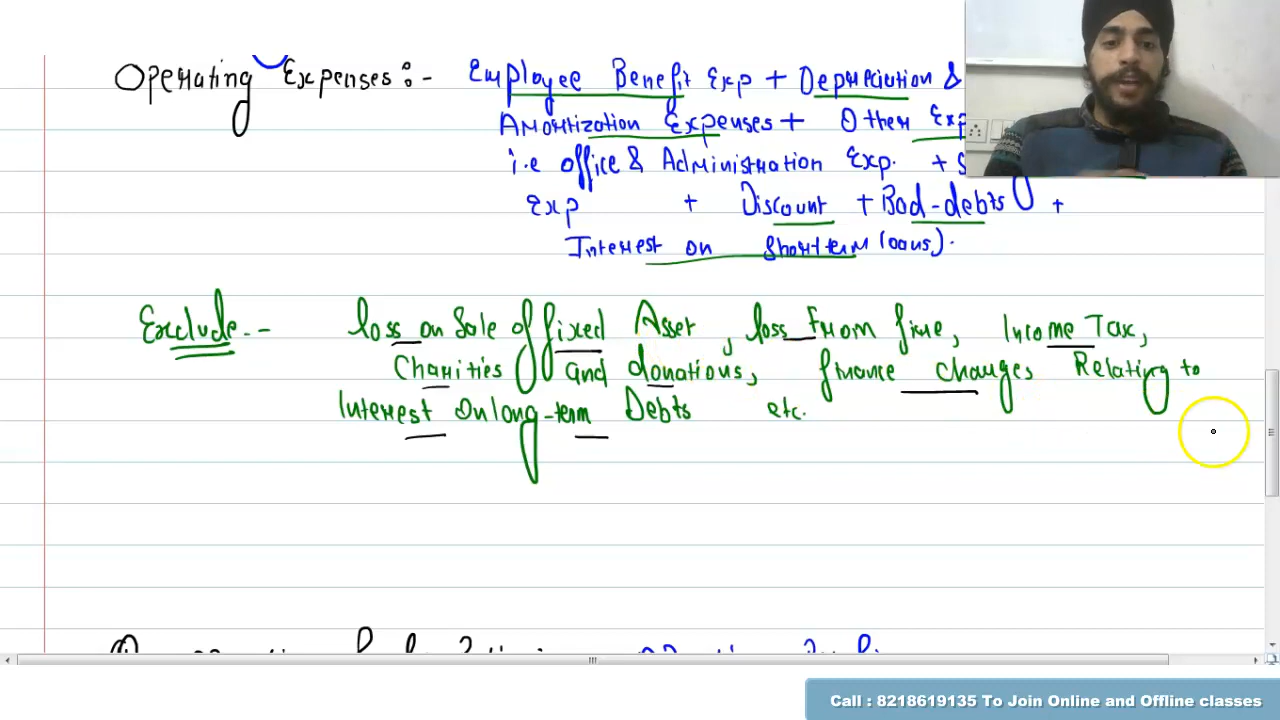 Operating Expenses :- Employee Benefit Exp + Depreciation &
Amortization Expenses + Other Exp
i.e office & Administration Exp. + S
Exp + Discount + Bad-debts +
Interest on Short term loans).
Exclude.- loss on Sale of fixed Asset, loss From fire, Income Tax,
Charities and donations, finance charges Relating to
Interest On long-term Debts etc.
Call : 8218619135 To Join Online and Offline classes